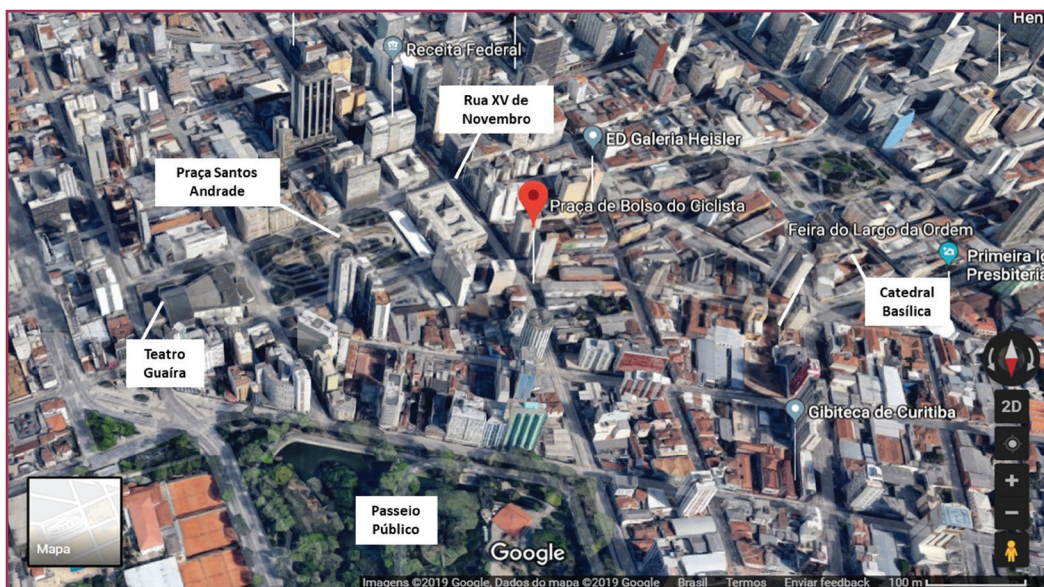 Hen
Receita Federal
Rua XV de
Novembro
ED Galeria Heisler
Praça Santos
Andrade
Praça de Bolso do Ciclista
Feira do Largo da Ordem
Primeira Ig
Presbiteria
Catedral
Basílica
Teatro
Guaíra
2D
Gibiteca de Curitiba
Passeio
Público
Mapa
Google
Imagens ©2019 Google, Dados do mapa ©2019 Google Brasil Termos Enviar feedback 100 m